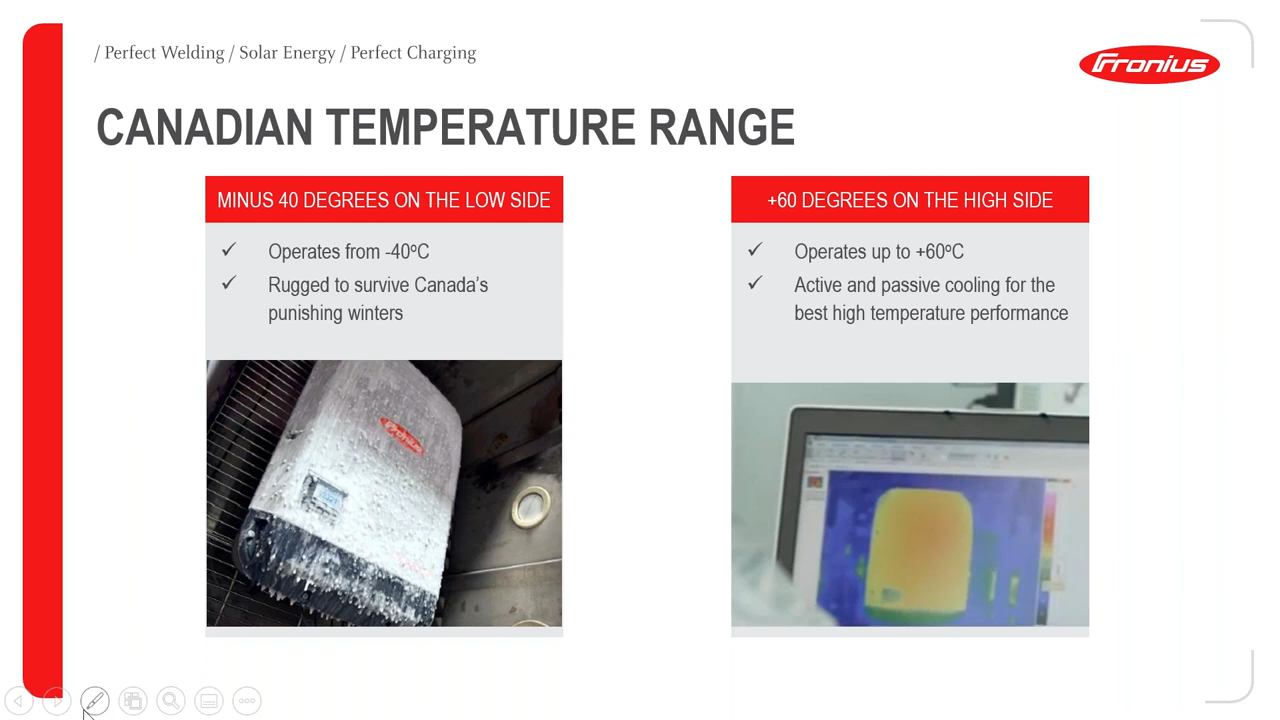 / Perfect Welding / Solar Energy / Perfect Charging
Fronius
CANADIAN TEMPERATURE RANGE
MINUS 40 DEGREES ON THE LOW SIDE
✓ Operates from -40ºC
✓ Rugged to survive Canada’s
punishing winters
Fronius
+60 DEGREES ON THE HIGH SIDE
✓ Operates up to +60ºC
✓ Active and passive cooling for the
best high temperature performance